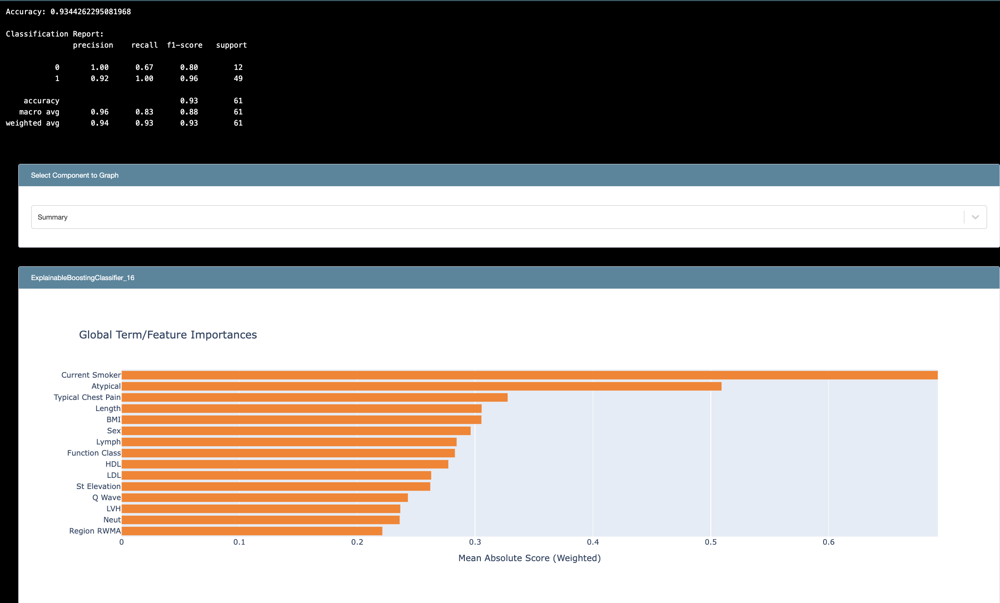 Accuracy: 0.9344262295081968
Classification Report:
precision recall f1-score support
0 1.00 0.67 0.80 12
1 0.92 1.00 0.96 49
accuracy 0.93 61
macro avg 0.96 0.83 0.88 61
weighted avg 0.94 0.93 0.93 61
Select Component to Graph
Summary
ExplainableBoostingClassifier_16
Global Term/Feature Importances
Current Smoker
Atypical
Typical Chest Pain
Length
BMI
Sex
Lymph
Function Class
HDL
LDL
St Elevation
Q Wave
LVH
Neut
Region RWMA
0 0.1 0.2 0.3 0.4 0.5 0.6
Mean Absolute Score (Weighted)